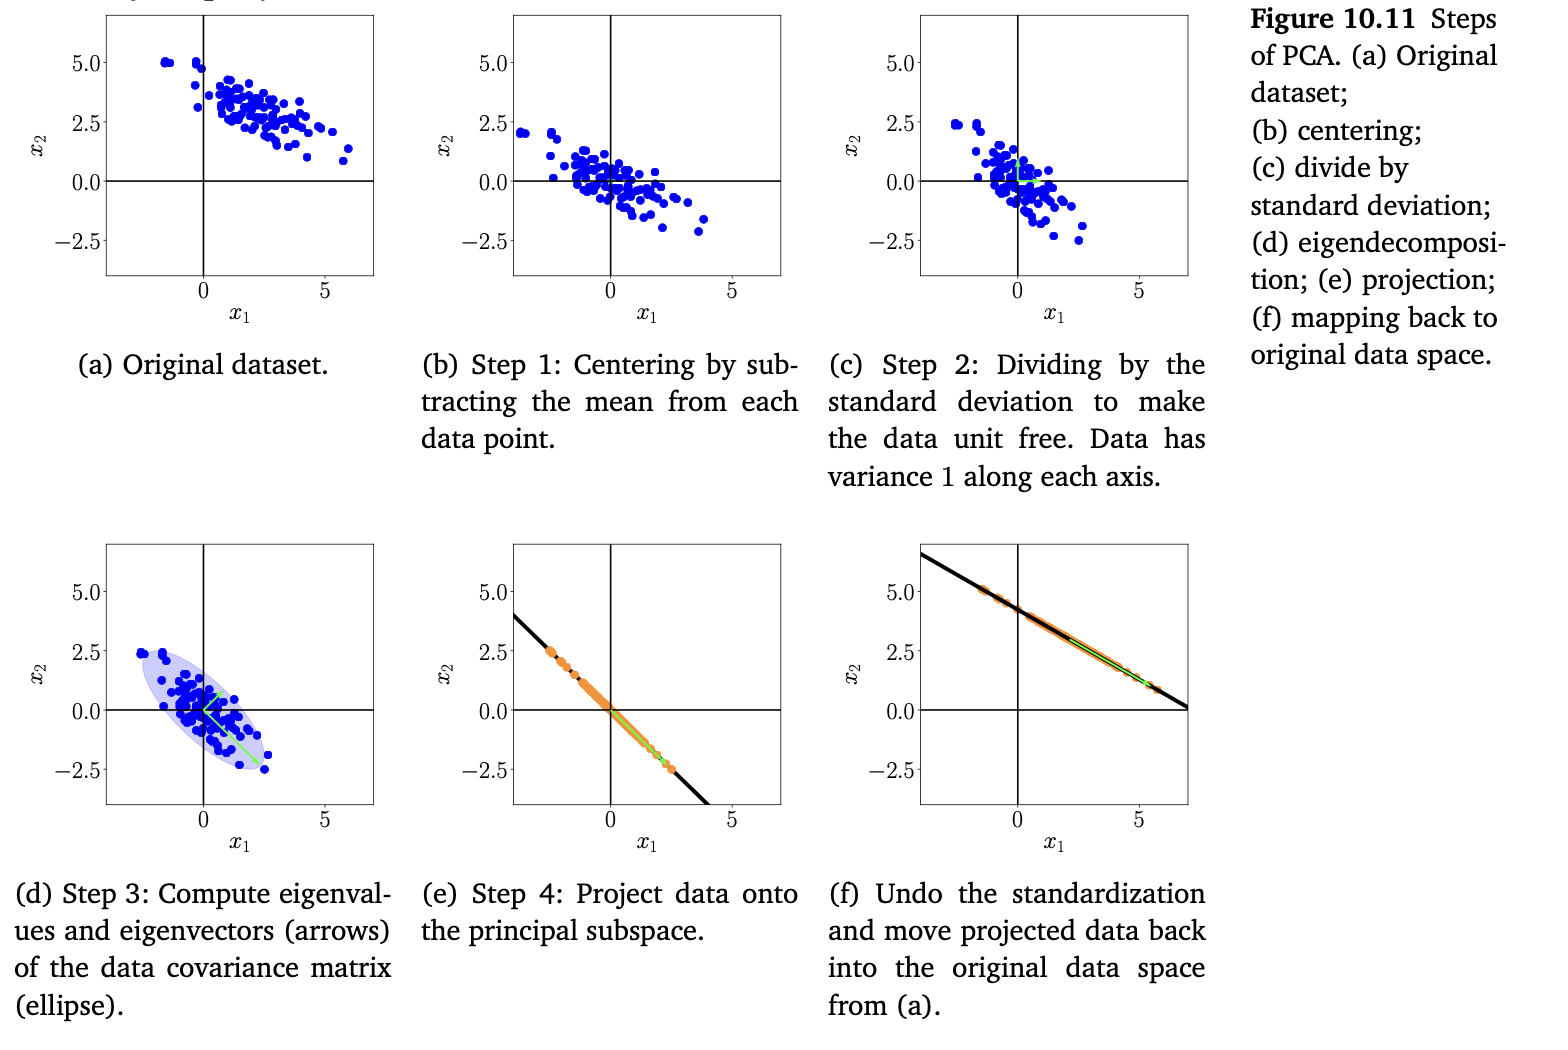 Figure 10.11 Steps
of PCA. (a) Original
dataset;
(b) centering;
(c) divide by
standard deviation;
(d) eigendecomposi-
tion; (e) projection;
(f) mapping back to
original data space.
5.0
2.5
0.0
−2.5
x2
0 5
x1
5.0
2.5
0.0
−2.5
x2
0 5
x1
5.0
2.5
0.0
−2.5
x2
0 5
x1
(a) Original dataset.
(b) Step 1: Centering by sub-
tracting the mean from each
data point.
(c) Step 2: Dividing by the
standard deviation to make
the data unit free. Data has
variance 1 along each axis.
5.0
2.5
0.0
−2.5
x2
0 5
x1
5.0
2.5
0.0
−2.5
x2
0 5
x1
5.0
2.5
0.0
−2.5
x2
0 5
x1
(d) Step 3: Compute eigenval-
ues and eigenvectors (arrows)
of the data covariance matrix
(ellipse).
(e) Step 4: Project data onto
the principal subspace.
(f) Undo the standardization
and move projected data back
into the original data space
from (a).